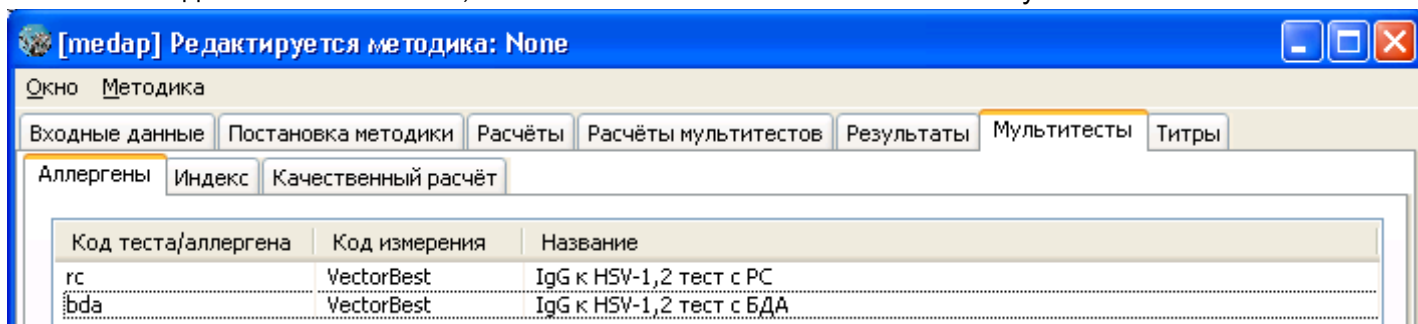 [medap] Редактируется методика: None
Окно Методика
Входные данные Постановка методики Расчёты Расчёты мультитестов Результаты Мультитесты Титры
Аллергены Индекс Качественный расчёт
Код теста/аллергена Код измерения Название
rc VectorBest IgG к HSV-1,2 тест с РС
bda VectorBest IgG к HSV-1,2 тест с БДА